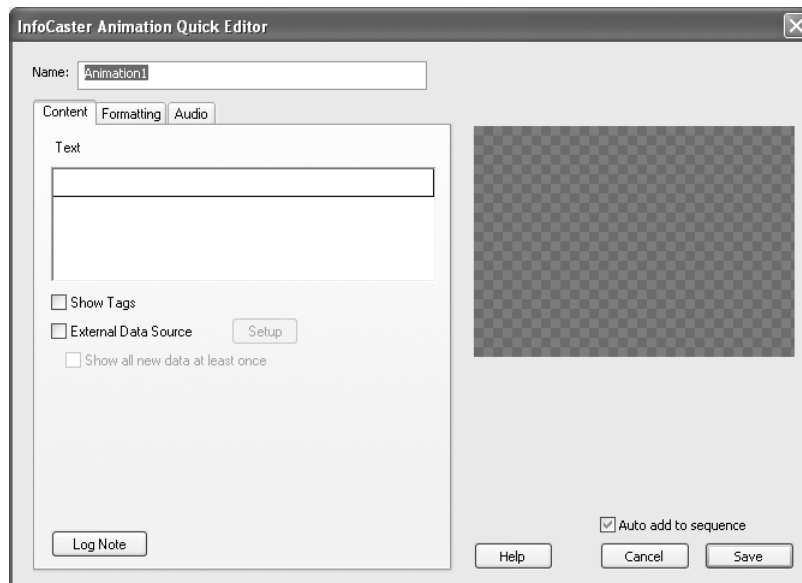 InfoCaster Animation Quick Editor
Name: Animation1
Content Formatting Audio
Text
Show Tags
External Data Source Setup
Show all new data at least once
Log Note
Auto add to sequence
Help Cancel Save